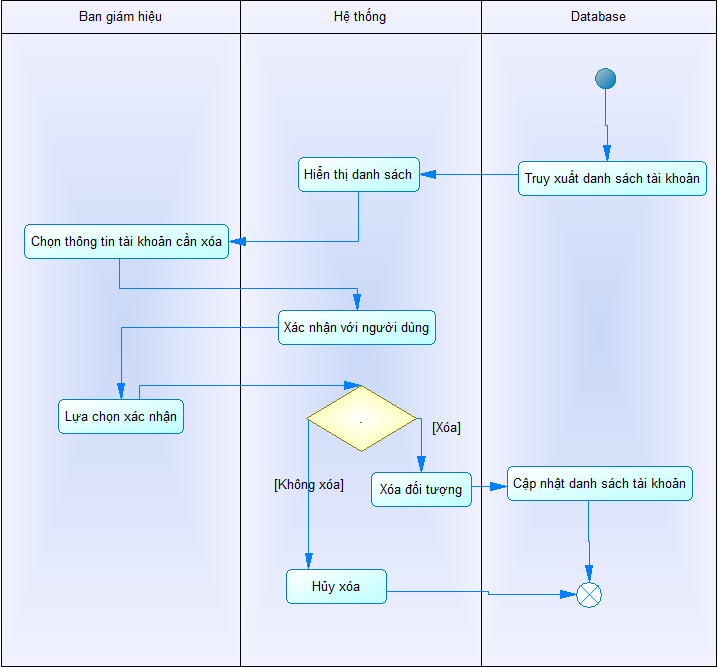 Ban giám hiệu
Hệ thống
Database
Truy xuất danh sách tài khoản
Hiển thị danh sách
Chọn thông tin tài khoản cần xóa
Xác nhận với người dùng
Lựa chọn xác nhận
[Xóa]
[Không xóa]
Xóa đối tượng
Cập nhật danh sách tài khoản
Hủy xóa